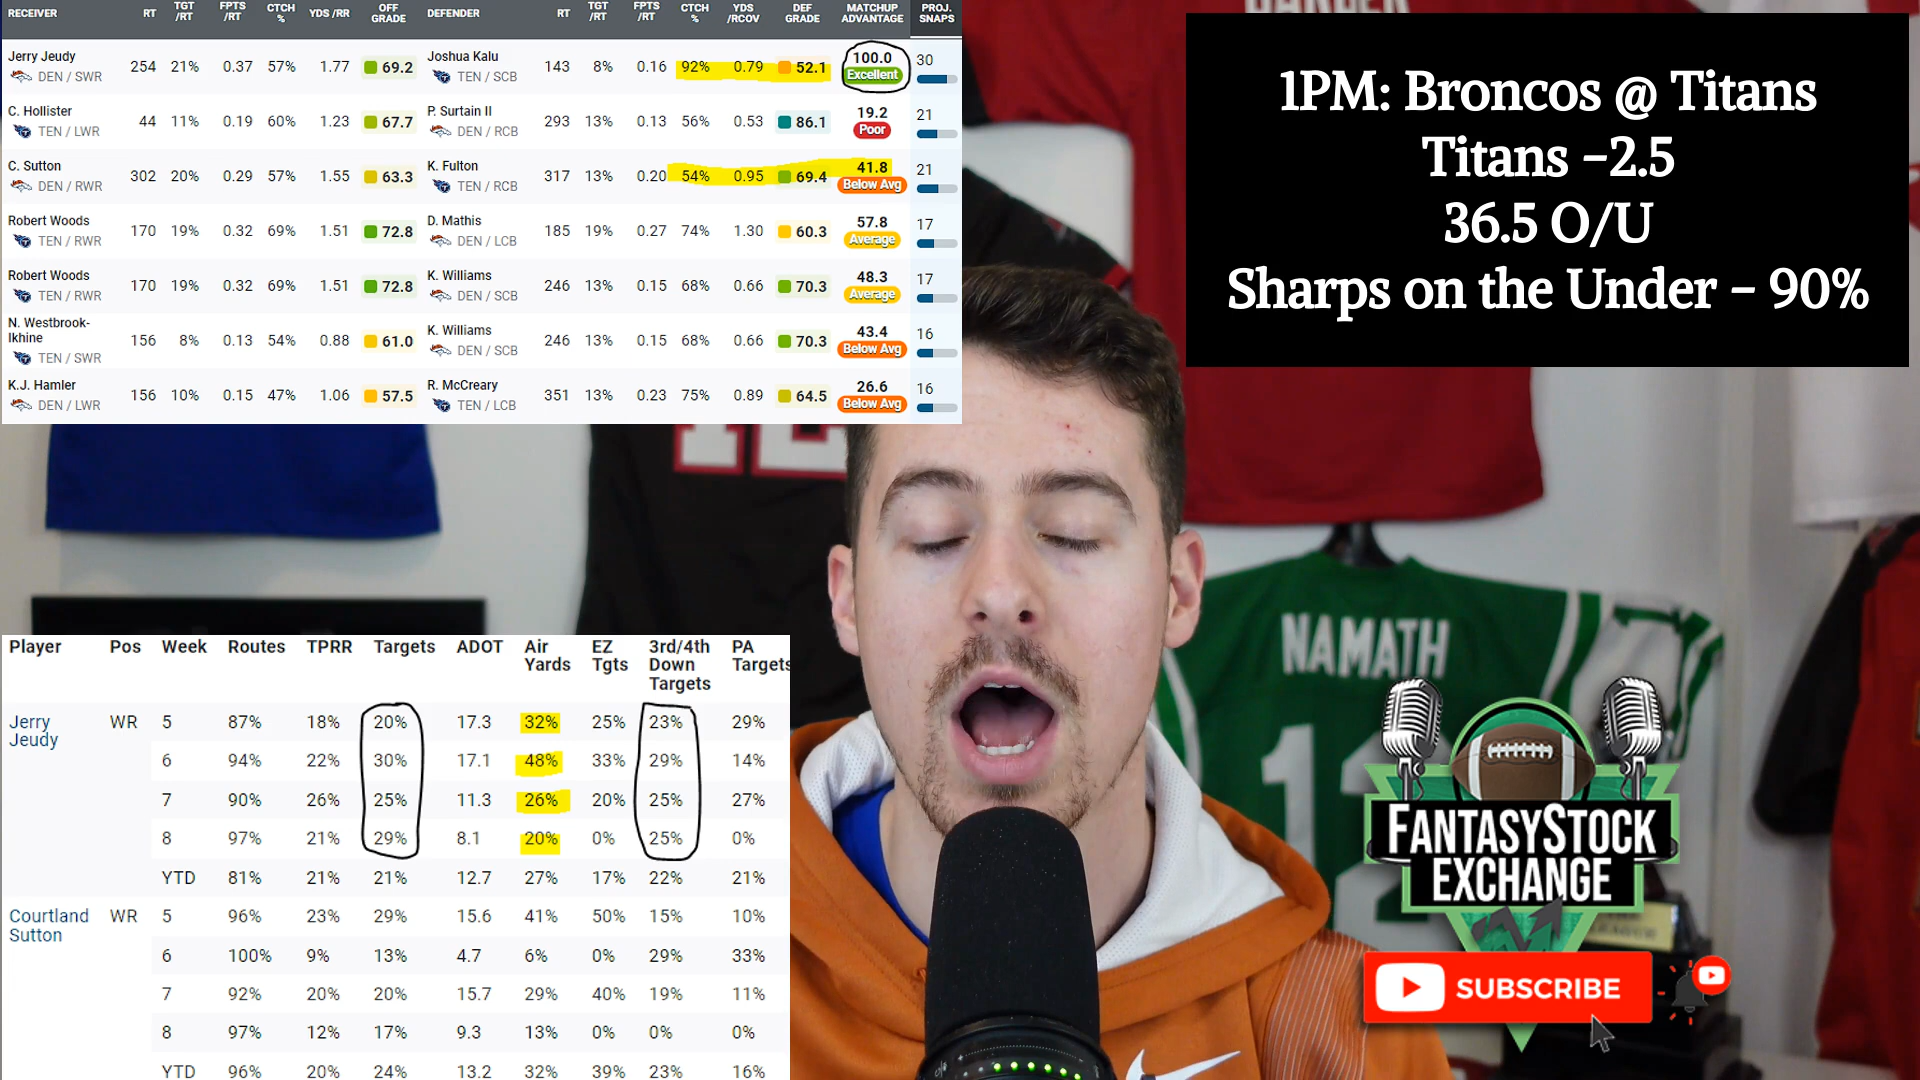 RECEIVER RT TGT /RT FPTS /RT CTCH % YDS /RR OFF GRADE DEFENDER RT TGT /RT FPTS /RT CTCH % YDS /RCOV DEF GRADE MATCHUP ADVANTAGE PROJ. SNAPS
Jerry Jeudy DEN / SWR 254 21% 0.37 57% 1.77 69.2 Joshua Kalu TEN / SCB 143 8% 0.16 92% 0.79 52.1 100.0 Excellent 30
C. Hollister TEN / LWR 44 11% 0.19 60% 1.23 67.7 P. Surtain II DEN / RCB 293 13% 0.13 56% 0.53 86.1 19.2 Poor 21
C. Sutton DEN / RWR 302 20% 0.29 57% 1.55 63.3 K. Fulton TEN / RCB 317 13% 0.20 54% 0.95 69.4 41.8 Below Avg 21
Robert Woods TEN / RWR 170 19% 0.32 69% 1.51 72.8 D. Mathis DEN / LCB 185 19% 0.27 74% 1.30 60.3 57.8 Average 17
Robert Woods TEN / RWR 170 19% 0.32 69% 1.51 72.8 K. Williams DEN / SCB 246 13% 0.15 68% 0.66 70.3 48.3 Average 17
N. Westbrook-Ikhine TEN / SWR 156 8% 0.13 54% 0.88 61.0 K. Williams DEN / SCB 246 13% 0.15 68% 0.66 70.3 43.4 Below Avg 16
K.J. Hamler DEN / LWR 156 10% 0.15 47% 1.06 57.5 R. McCreary TEN / LCB 351 13% 0.23 75% 0.89 64.5 26.6 Below Avg 16
1PM: Broncos @ Titans
Titans -2.5
36.5 O/U
Sharps on the Under - 90%
Player Pos Week Routes TPRR Targets ADOT Air Yards EZ Tgts 3rd/4th Down Targets PA Targets
Jerry Jeudy WR 5 87% 18% 20% 17.3 32% 25% 23% 29%
6 94% 22% 30% 17.1 48% 33% 29% 14%
7 90% 26% 25% 11.3 26% 20% 25% 27%
8 97% 21% 29% 8.1 20% 0% 25% 0%
YTD 81% 21% 21% 12.7 27% 17% 22% 21%
Courtland Sutton WR 5 96% 23% 29% 15.6 41% 50% 15% 10%
6 100% 9% 13% 4.7 6% 0% 29% 33%
7 92% 20% 20% 15.7 29% 40% 19% 11%
8 97% 12% 17% 9.3 13% 0% 0% 0%
YTD 96% 20% 24% 13.2 32% 39% 23% 16%
NAMATH
12
FANTASYSTOCK
EXCHANGE
SUBSCRIBE